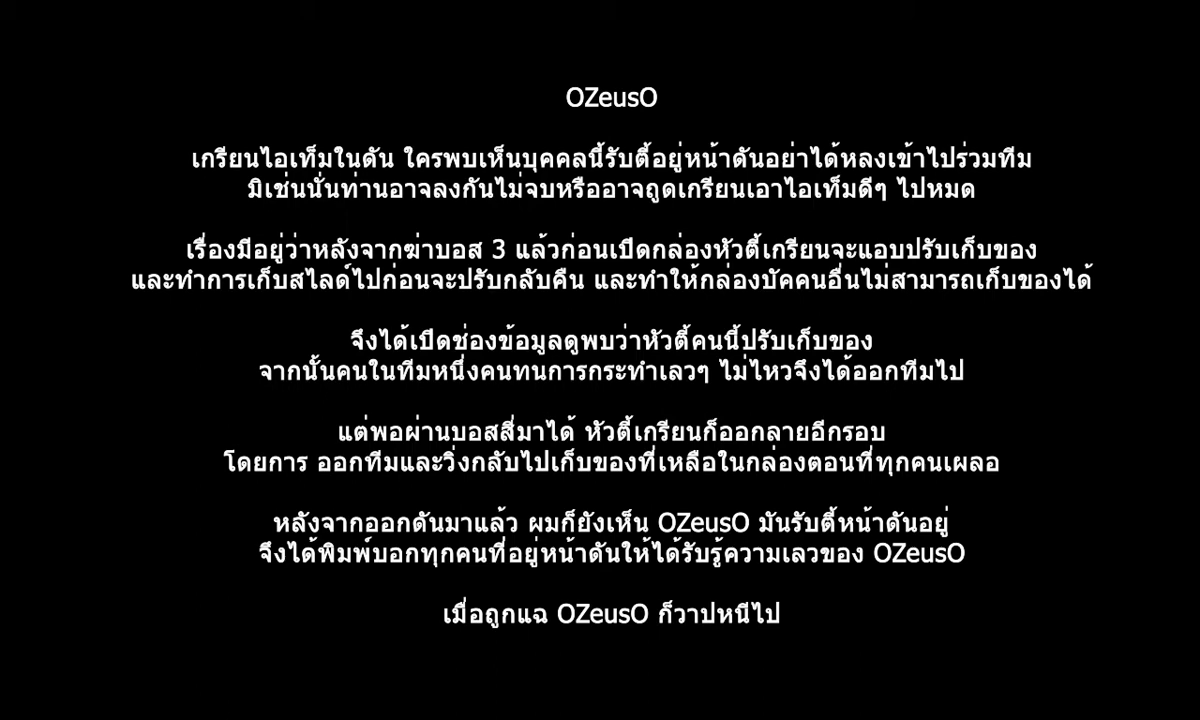 OZeusO
เกรียนไอเท็มในดัน ใครพบเห็นบุคคลนี้รับตี้อยู่หน้าดันอย่าได้หลงเข้าไปร่วมทีม
มิเช่นนั่นท่านอาจลงกันไม่จบหรืออาจถูดเกรียนเอาไอเท็มดีๆ ไปหมด
เรื่องมีอยู่ว่าหลังจากฆ่าบอส 3 แล้วก่อนเปิดกล่องหัวตี้เกรียนจะแอบปรับเก็บของ
และทำการเก็บสไลด์ไปก่อนจะปรับกลับคืน และทำให้กล่องบัคคนอื่นไม่สามารถเก็บของได้
จึงได้เปิดช่องข้อมูลดูพบว่าหัวตี้คนนี้ปรับเก็บของ
จากนั้นคนในทีมหนึ่งคนทนการกระทำเลวๆ ไม่ไหวจึงได้ออกทีมไป
แต่พอผ่านบอสสี่มาได้ หัวตี้เกรียนก็ออกลายอีกรอบ
โดยการ ออกทีมและวิ่งกลับไปเก็บของที่เหลือในกล่องตอนที่ทุกคนเผลอ
หลังจากออกดันมาแล้ว ผมก็ยังเห็น OZeusO มันรับตี้หน้าดันอยู่
จึงได้พิมพ์บอกทุกคนที่อยู่หน้าดันให้ได้รับรู้ความเลวของ OZeusO
เมื่อถูกแฉ OZeusO ก็วาปหนีไป